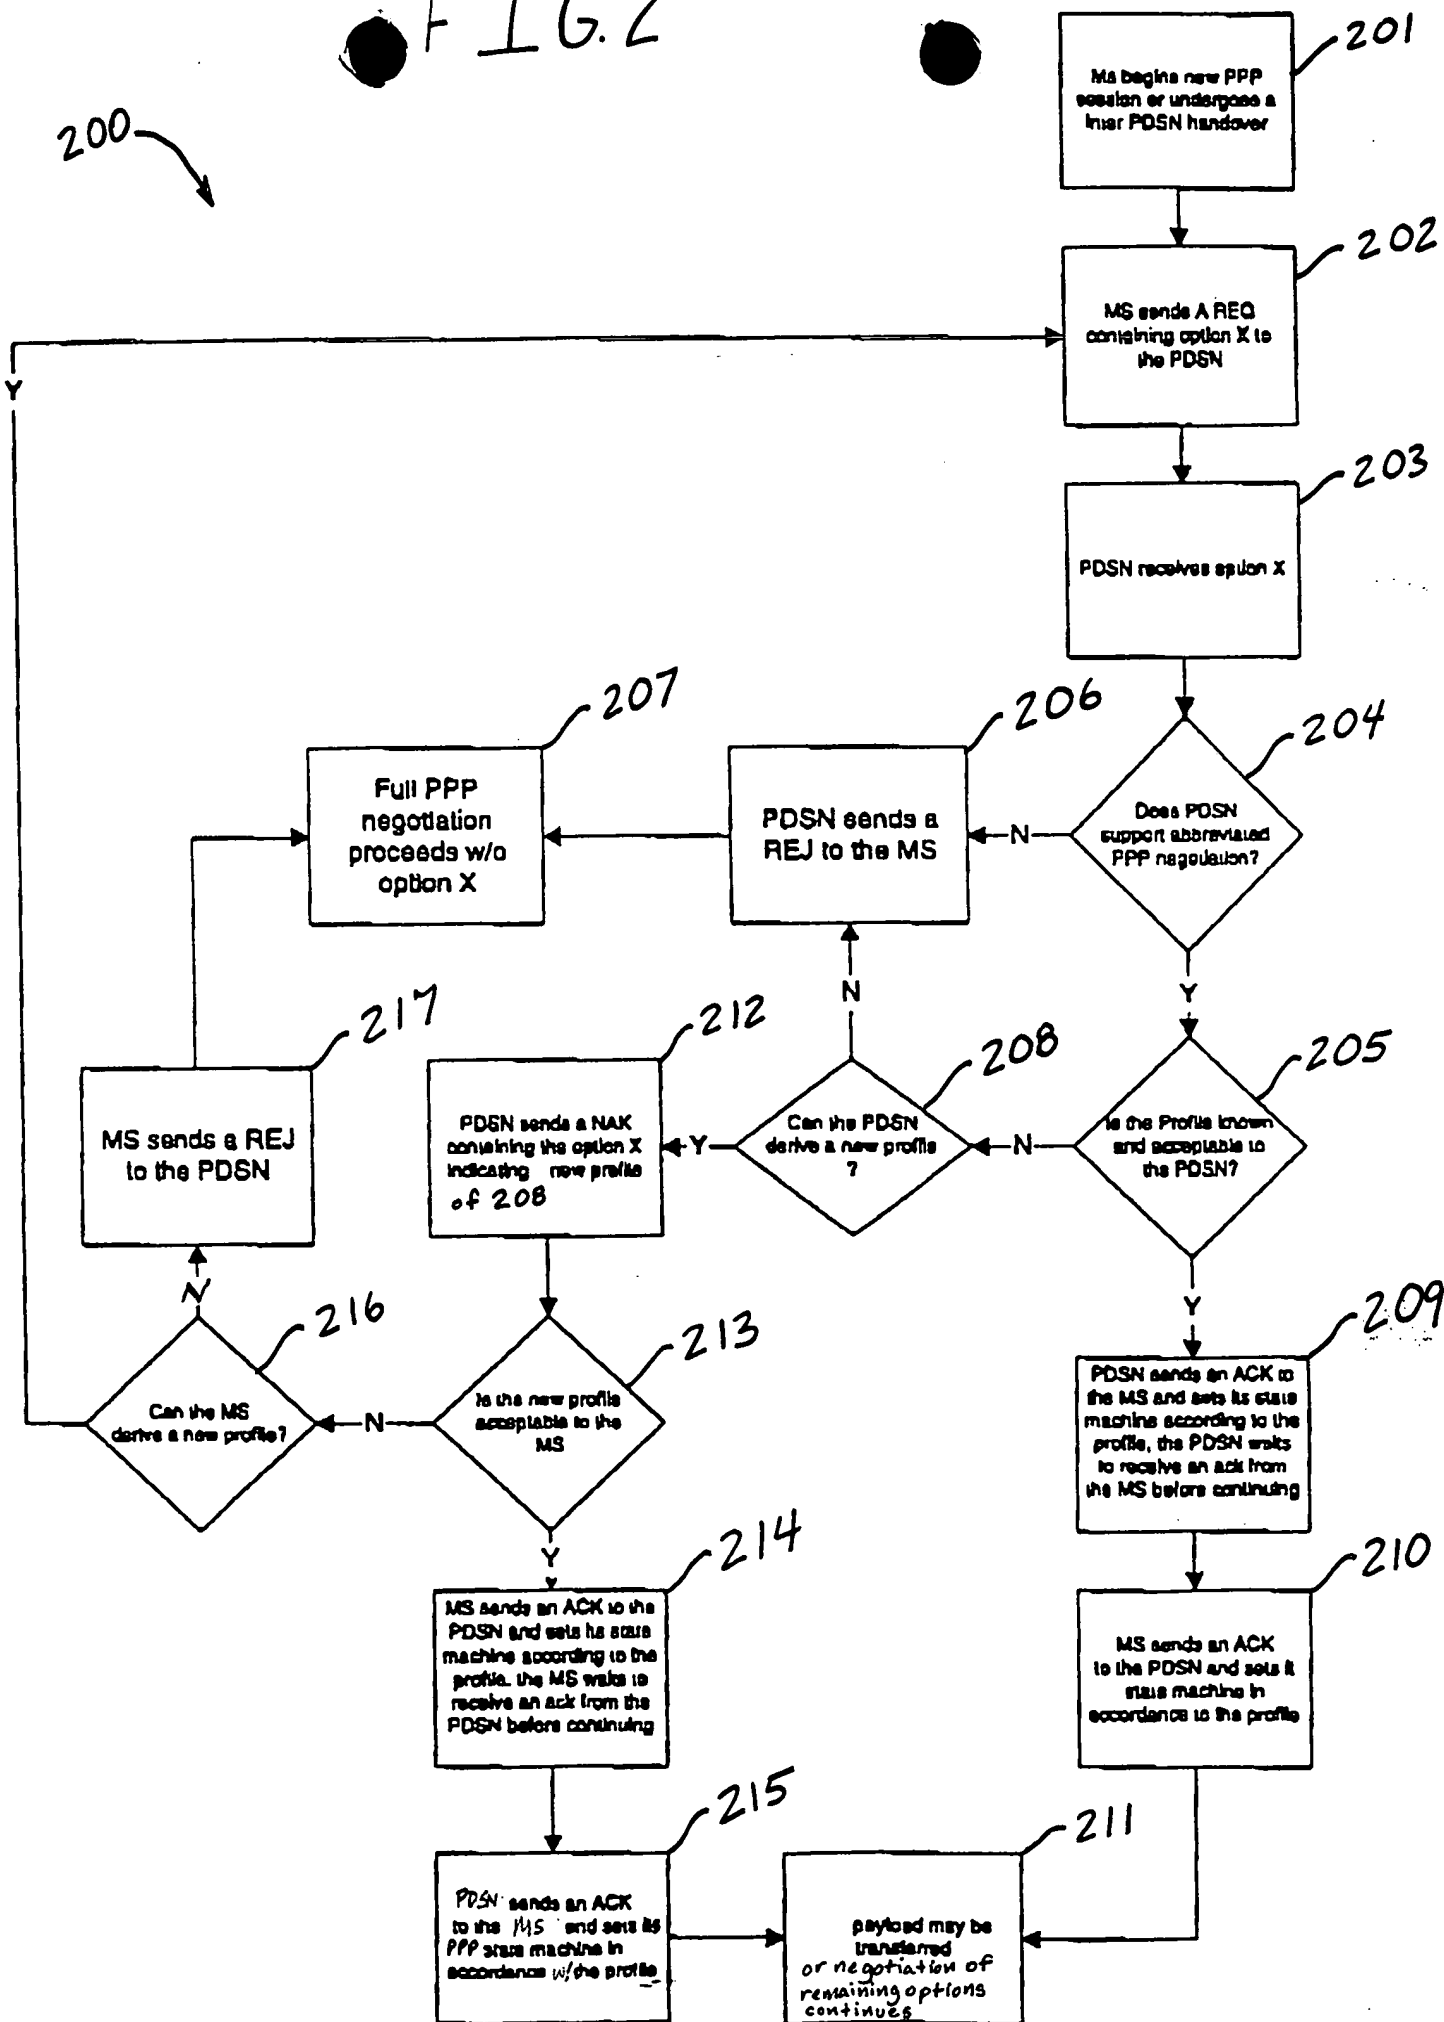 FIG. 2
200
201
Ms begins new PPP
session or undergoes a
Inter PDSN handover
202
MS sends A REQ
containing option X to
the PDSN
203
PDSN receives option X
204
Does PDSN
support abbreviated
PPP negotiation?
N
Y
206
PDSN sends a
REJ to the MS
207
Full PPP
negotiation
proceeds w/o
option X
205
Is the Profile known
and acceptable to
the PDSN?
N
Y
208
Can the PDSN
derive a new profile
?
N
Y
212
PDSN sends a NAK
containing the option X
indicating new profile
of 208
217
MS sends a REJ
to the PDSN
213
Is the new profile
acceptable to the
MS
N
Y
216
Can the MS
derive a new profile?
N
Y
209
PDSN sends an ACK to
the MS and sets its state
machine according to the
profile, the PDSN waits
to receive an ack from
the MS before continuing
210
MS sends an ACK
to the PDSN and sets it
state machine in
accordance to the profile
214
MS sends an ACK to the
PDSN and sets its state
machine according to the
profile. the MS waits to
receive an ack from the
PDSN before continuing
215
PDSN sends an ACK
to the MS and sets its
PPP state machine in
accordance w/the profile
211
payload may be
transferred
or negotiation of
remaining options
continues